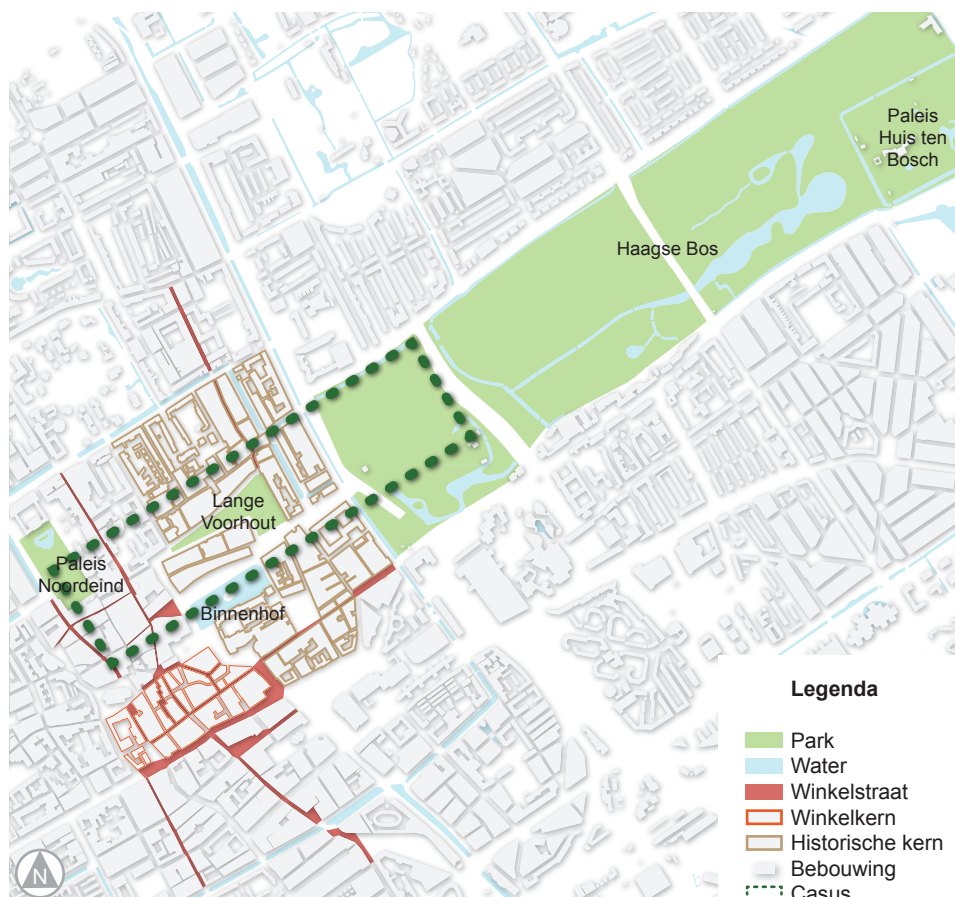 Paleis
Huis ten
Bosch
Haagse Bos
Lange
Voorhout
Paleis
Noordeind
Binnenhof
Legenda
Park
Water
Winkelstraat
Winkelkern
Historische kern
Bebouwing
Casus
N